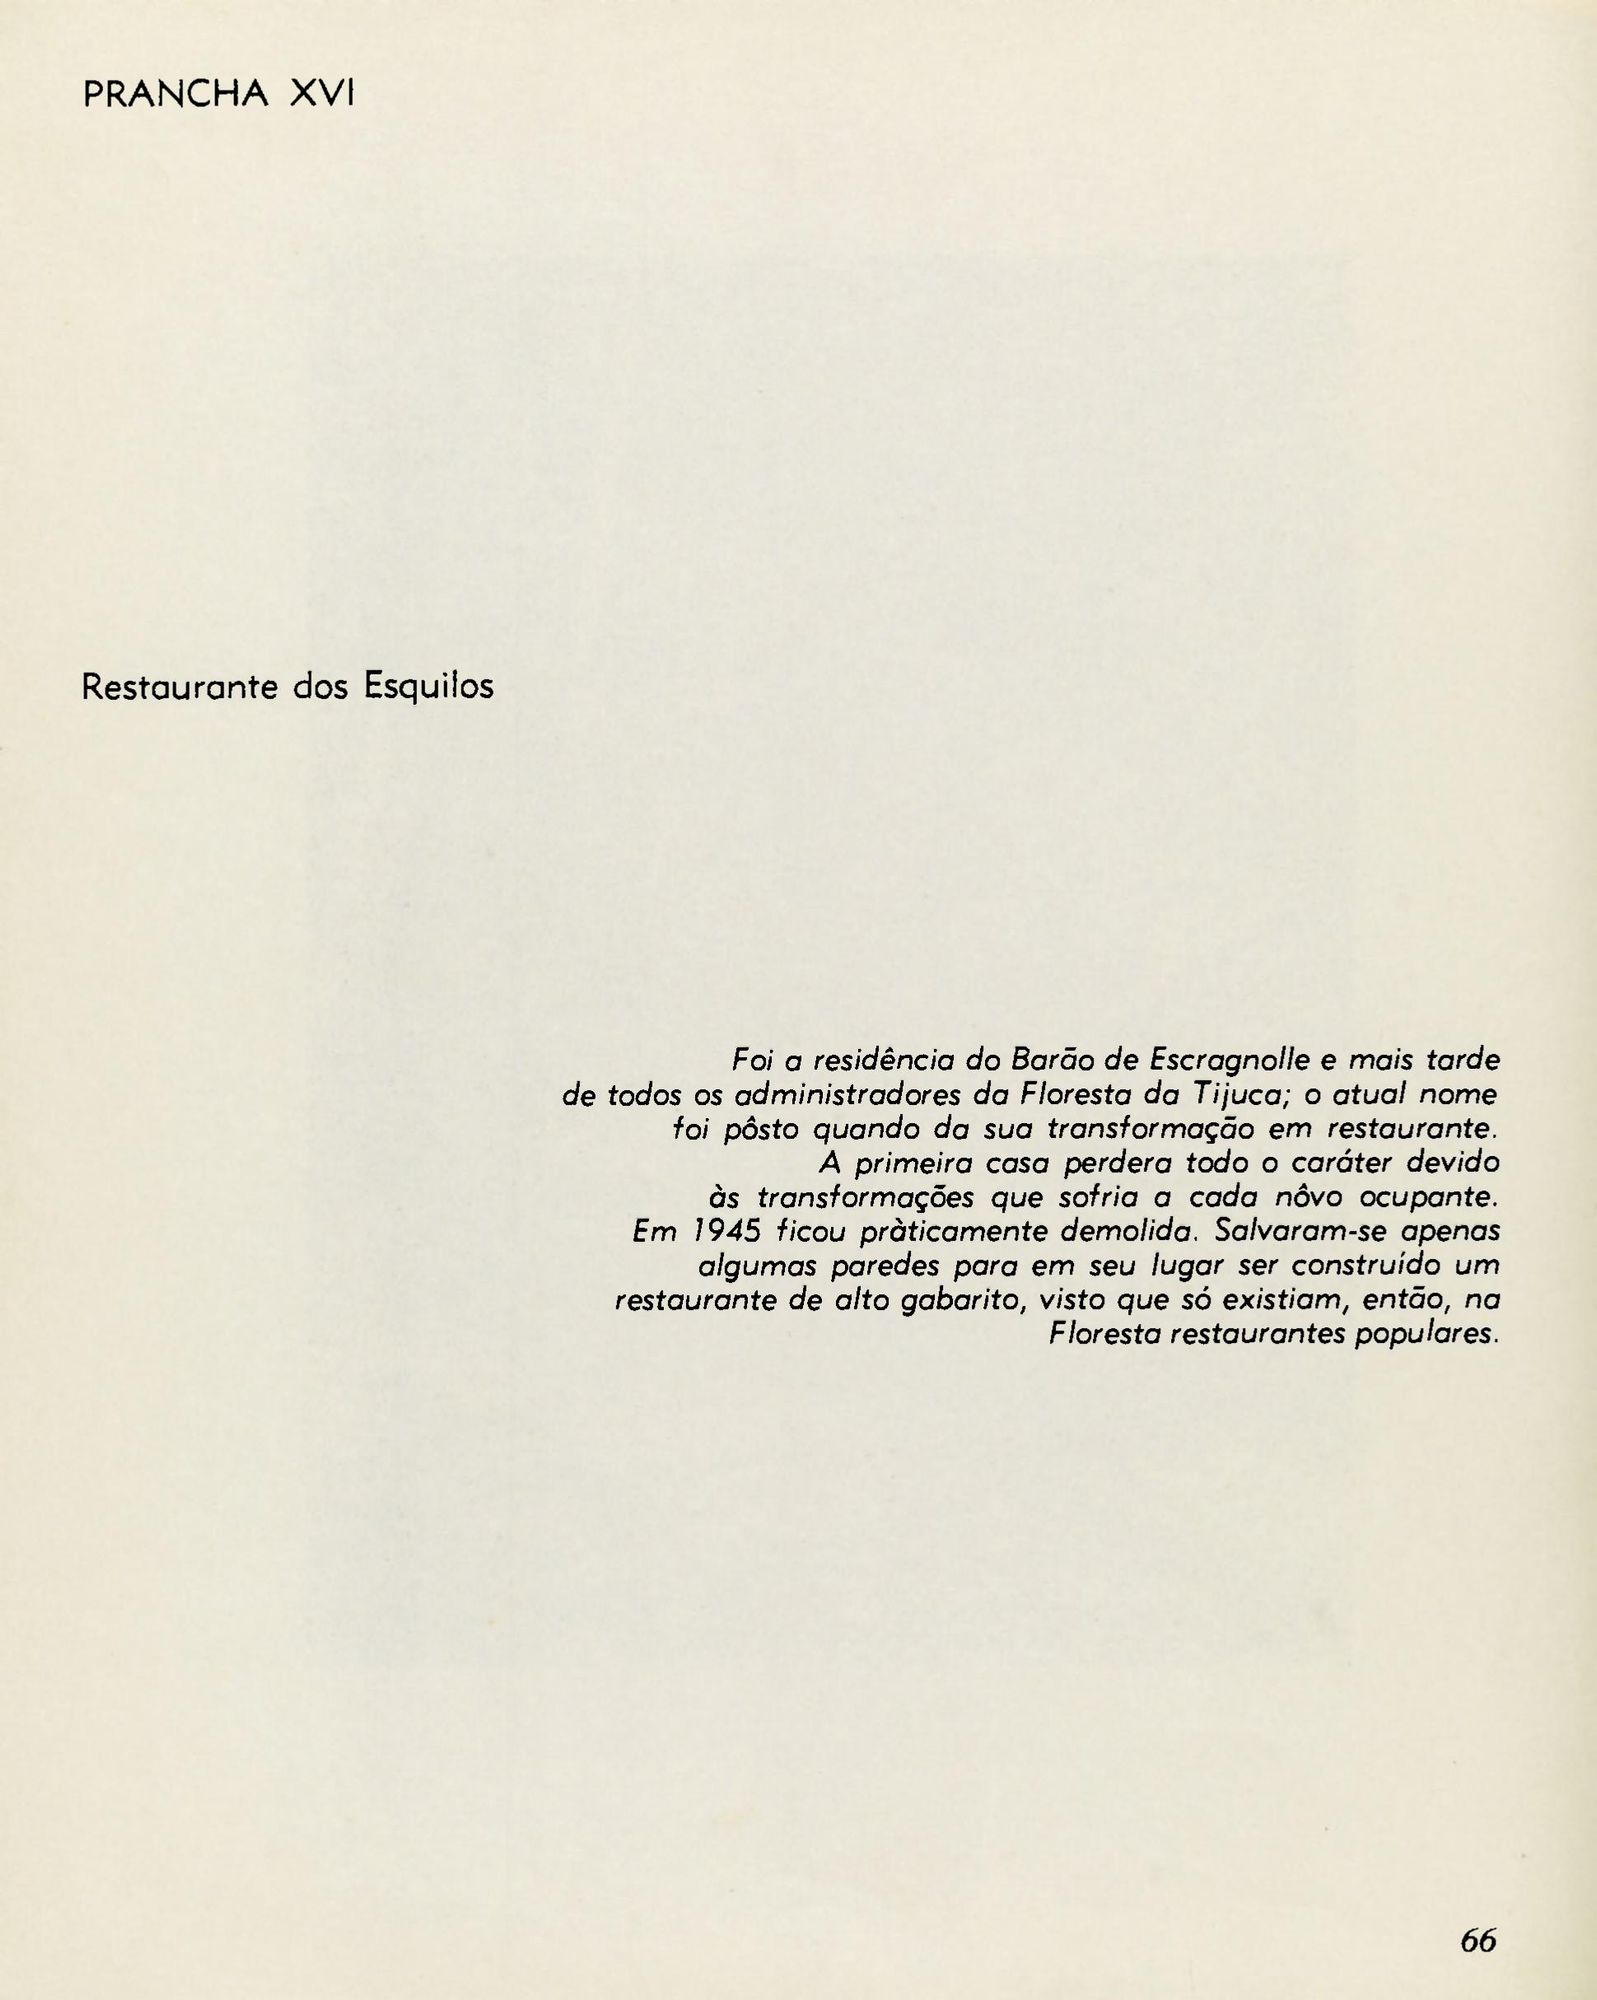 PRANCHA XVI
Restaurante dos Esquilos
Foi a residência do Barão de Escragnolle e mais tarde
de todos os administradores da Floresta da Tijuca; o atual nome
foi pôsto quando da sua transformação em restaurante.
A primeira casa perdera todo o caráter devido
às transformações que sofria a cada nôvo ocupante.
Em 1945 ficou pràticamente demolida. Salvaram-se apenas
algumas paredes para em seu lugar ser construído um
restaurante de alto gabarito, visto que só existiam, então, na
Floresta restaurantes populares.
66